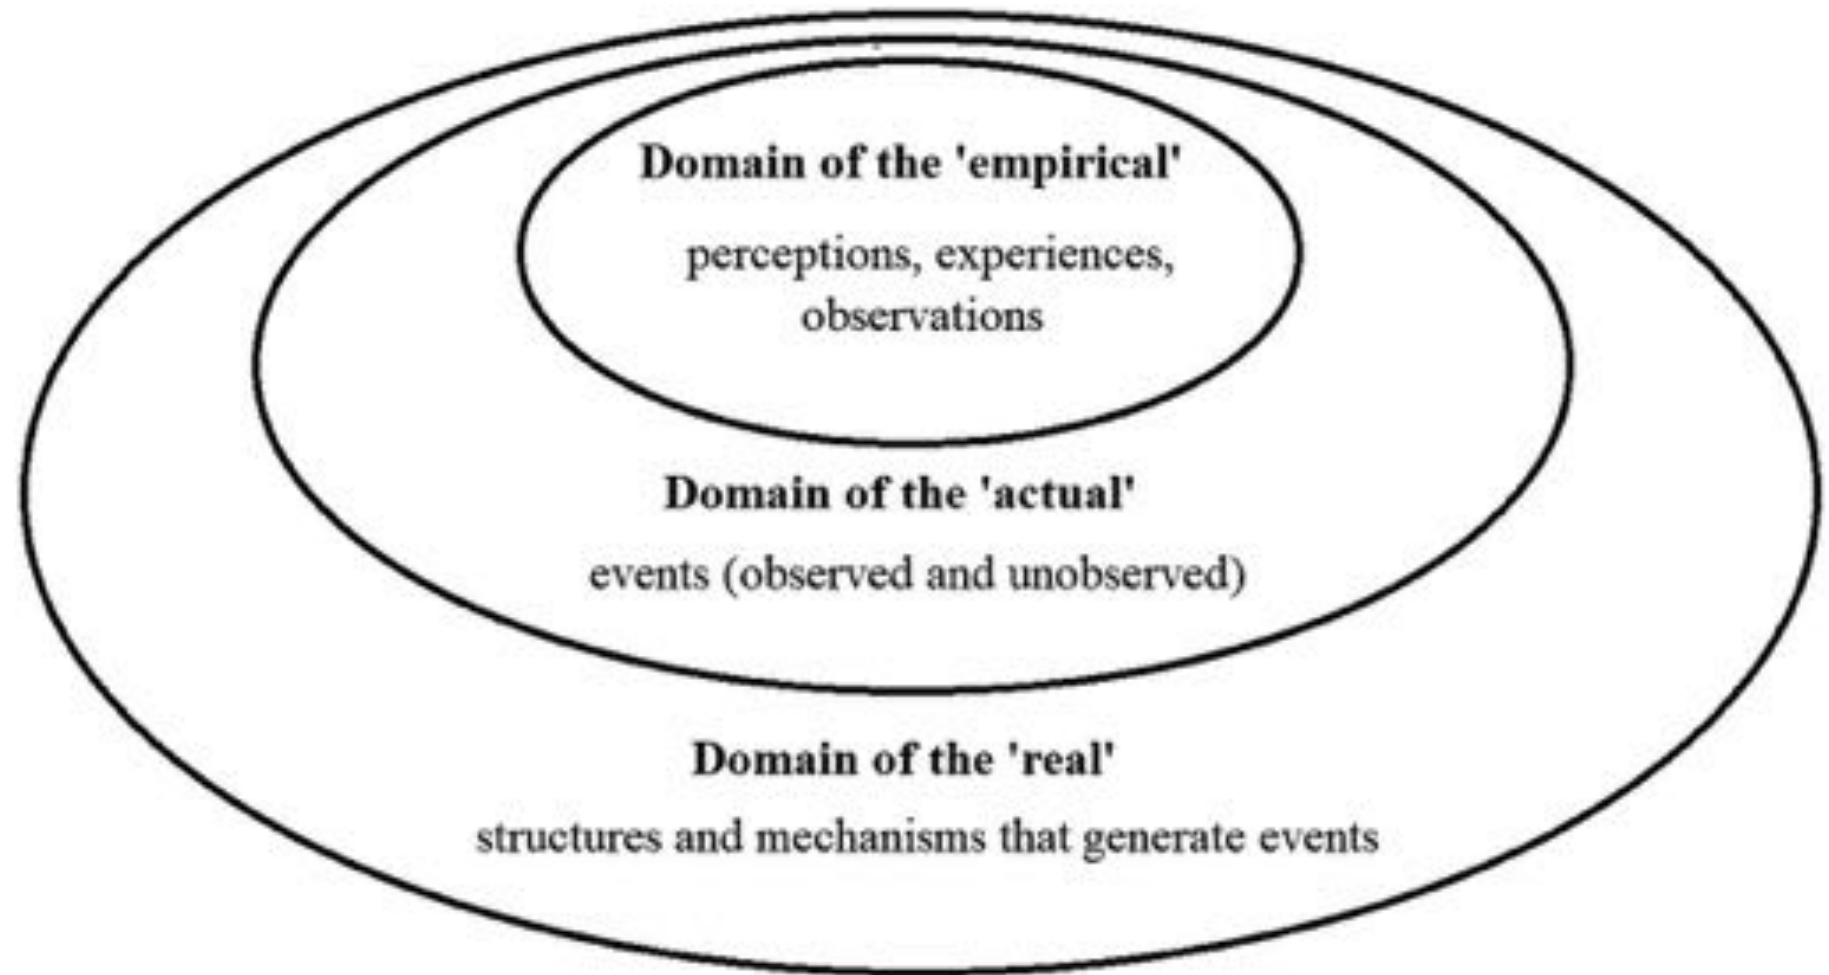 Domain of the 'empirical'
perceptions, experiences,
observations
Domain of the 'actual'
events (observed and unobserved)
Domain of the 'real'
structures and mechanisms that generate events